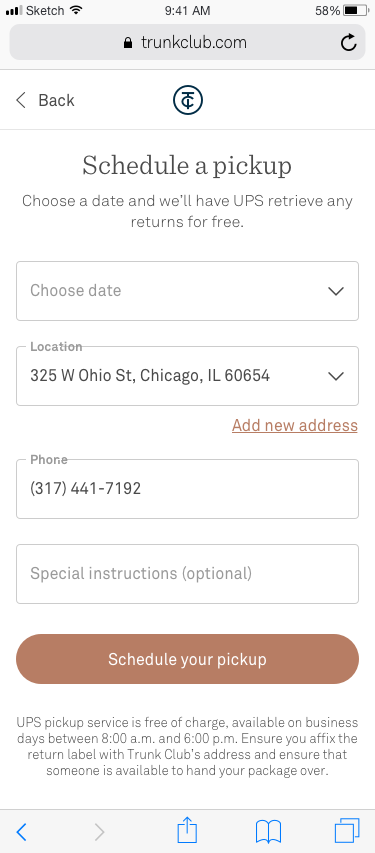 Sketch 9:41 AM 58%
trunkclub.com
Back
Schedule a pickup
Choose a date and we’ll have UPS retrieve any
returns for free.
Choose date
Location
325 W Ohio St, Chicago, IL 60654
Add new address
Phone
(317) 441-7192
Special instructions (optional)
Schedule your pickup
UPS pickup service is free of charge, available on business
days between 8:00 a.m. and 6:00 p.m. Ensure you affix the
return label with Trunk Club’s address and ensure that
someone is available to hand your package over.